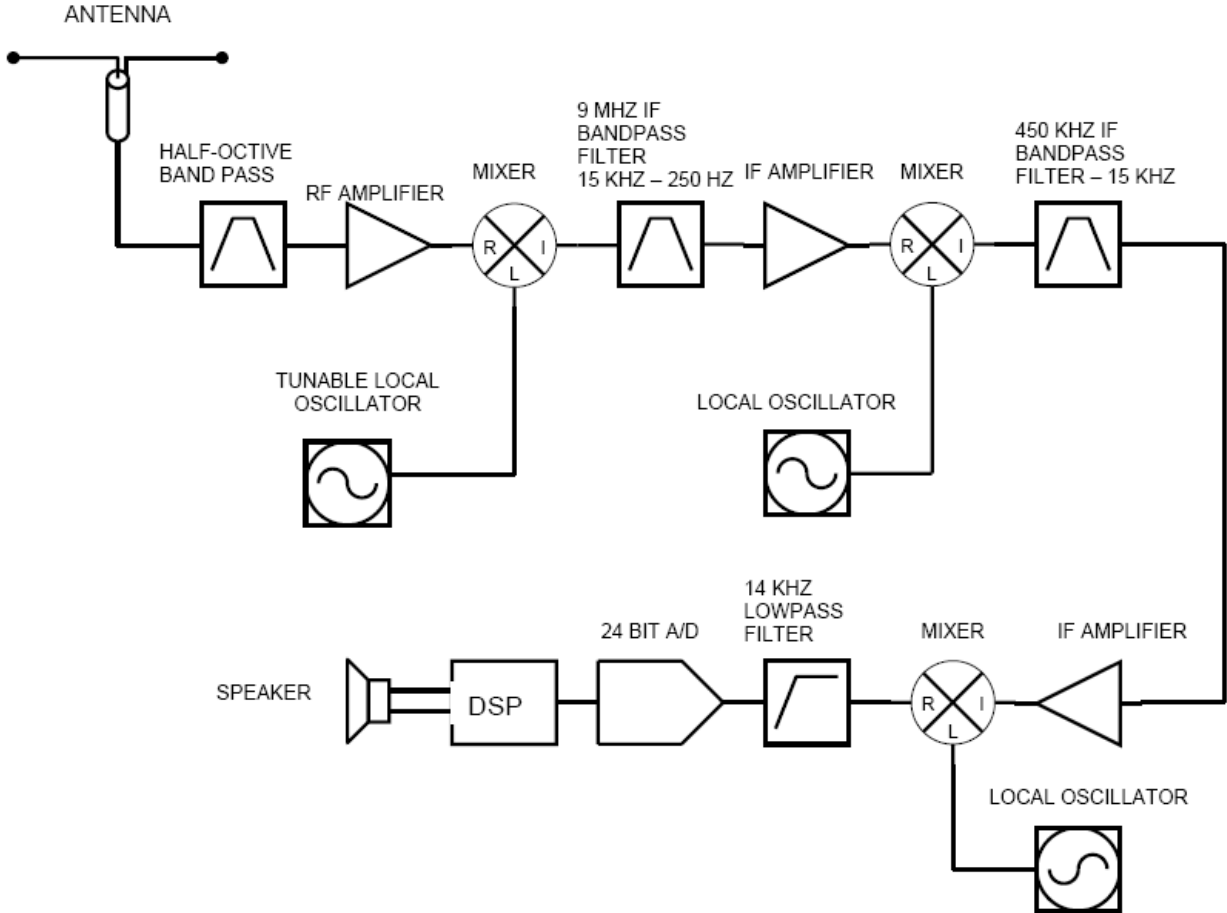 ANTENNA
HALF-OCTIVE
BAND PASS
RF AMPLIFIER
MIXER
9 MHZ IF
BANDPASS
FILTER
15 KHZ – 250 HZ
IF AMPLIFIER
MIXER
450 KHZ IF
BANDPASS
FILTER – 15 KHZ
R I
L
R I
L
TUNABLE LOCAL
OSCILLATOR
LOCAL OSCILLATOR
SPEAKER
DSP
24 BIT A/D
14 KHZ
LOWPASS
FILTER
MIXER
IF AMPLIFIER
R I
L
LOCAL OSCILLATOR